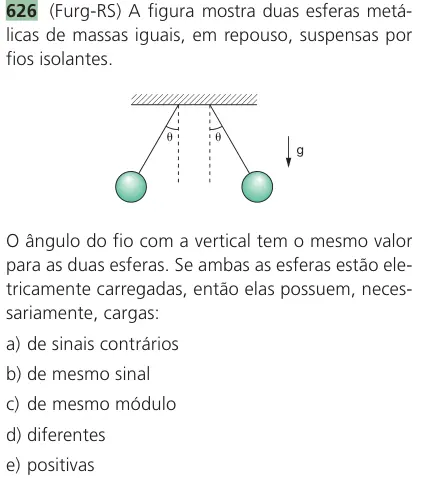 626 (Furg-RS) A figura mostra duas esferas metá-
licas de massas iguais, em repouso, suspensas por
fios isolantes.
θ θ
g
O ângulo do fio com a vertical tem o mesmo valor
para as duas esferas. Se ambas as esferas estão ele-
tricamente carregadas, então elas possuem, neces-
sariamente, cargas:
a) de sinais contrários
b) de mesmo sinal
c) de mesmo módulo
d) diferentes
e) positivas